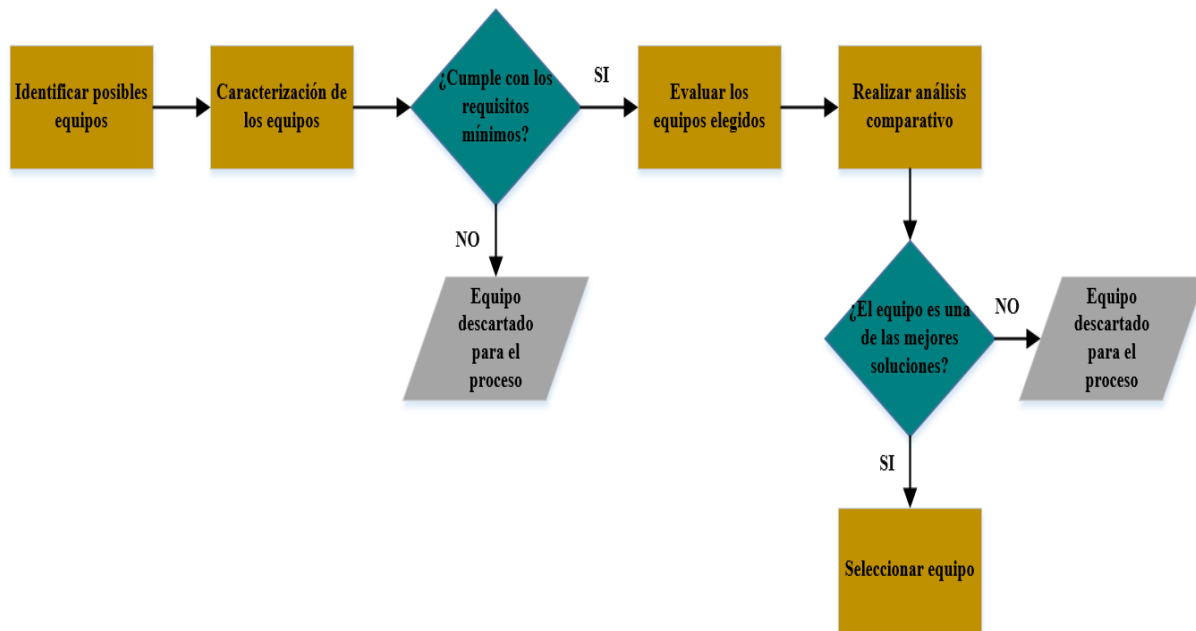 Identificar posibles
equipos
Caracterización de
los equipos
¿Cumple con los
requisitos
mínimos?
SI
Evaluar los
equipos elegidos
Realizar análisis
comparativo
NO
Equipo
descartado
para el
proceso
¿El equipo es una
de las mejores
soluciones?
NO
Equipo
descartado
para el
proceso
SI
Seleccionar equipo